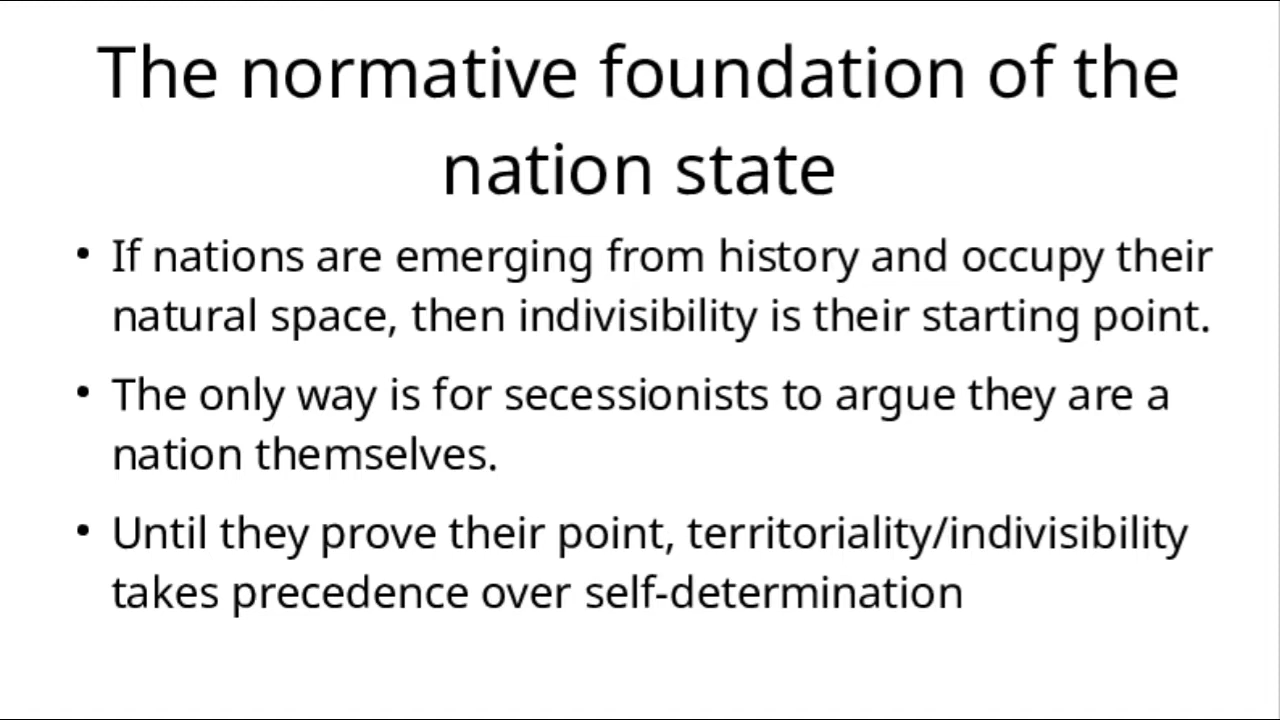 The normative foundation of the
nation state
• If nations are emerging from history and occupy their
natural space, then indivisibility is their starting point.
• The only way is for secessionists to argue they are a
nation themselves.
• Until they prove their point, territoriality/indivisibility
takes precedence over self-determination